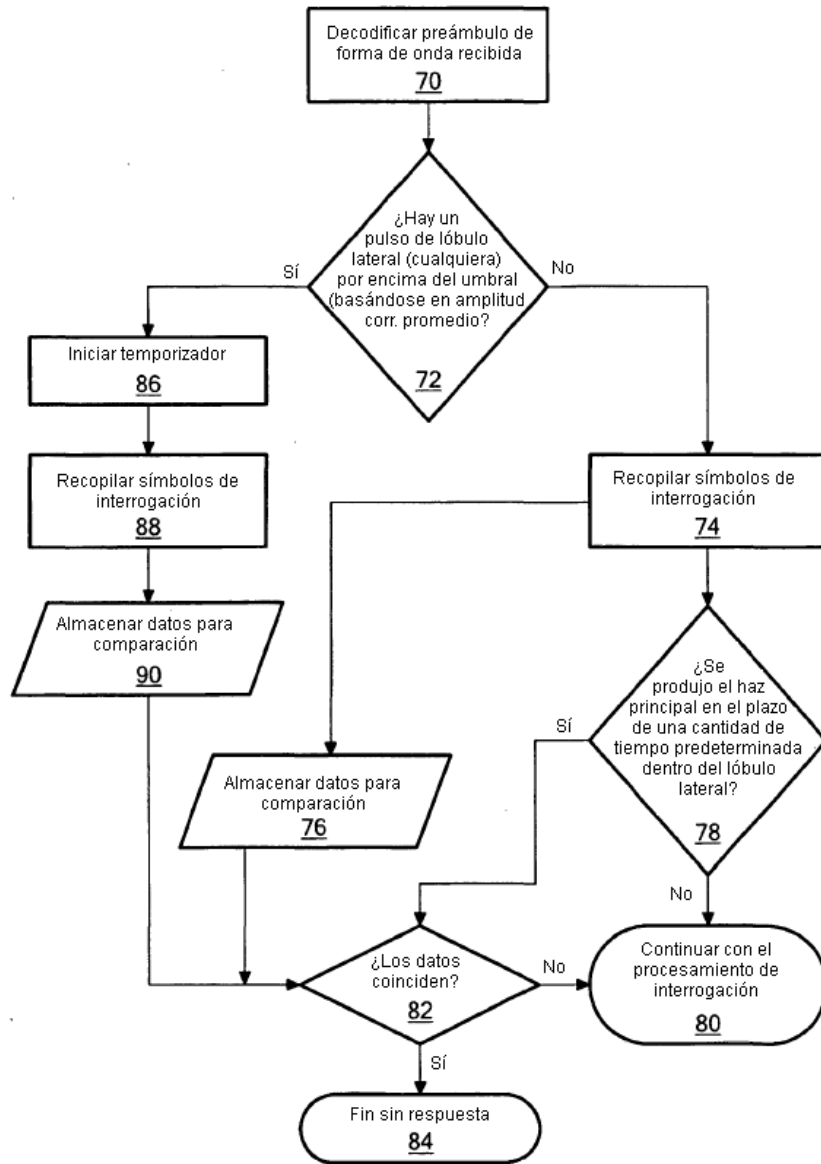 Decodificar preámbulo de
forma de onda recibida
70
¿Hay un
pulso de lóbulo
lateral (cualquiera)
por encima del umbral
(basándose en amplitud
corr. promedio?
72
Sí
No
Iniciar temporizador
86
Recopilar símbolos de
interrogación
88
Recopilar símbolos de
interrogación
74
Almacenar datos para
comparación
90
¿Se
produjo el haz
principal en el plazo
de una cantidad de
tiempo predeterminada
dentro del lóbulo
lateral?
78
Sí
No
Almacenar datos para
comparación
76
¿Los datos
coinciden?
82
No
Sí
Continuar con el
procesamiento de
interrogación
80
Fin sin respuesta
84